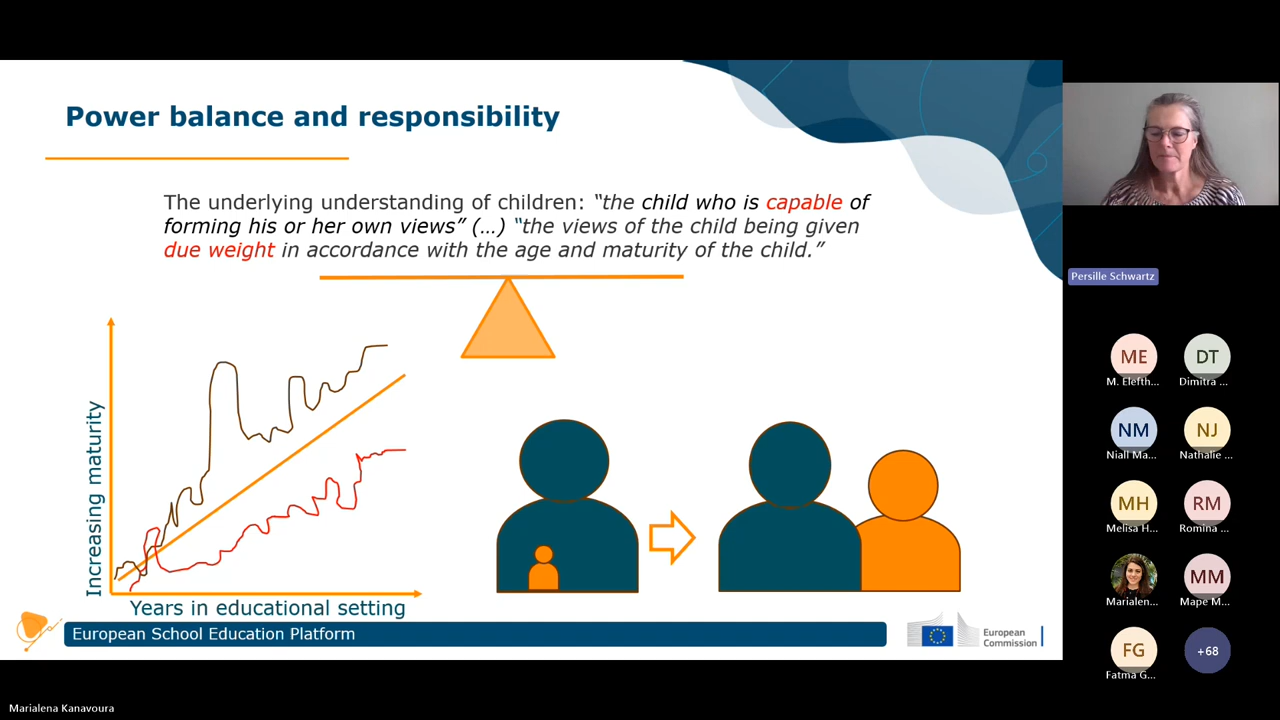 Power balance and responsibility
The underlying understanding of children: “the child who is capable of
forming his or her own views” (…) “the views of the child being given
due weight in accordance with the age and maturity of the child.”
Increasing maturity
Years in educational setting
European School Education Platform
European
Commission
Persille Schwartz
ME
M. Elefth...
DT
Dimitra ...
NM
Niall Ma...
NJ
Nathalie ...
MH
Melisa H...
RM
Romina ...
Marialen...
MM
Mape M...
FG
Fatma G...
+68
Marialena Kanavoura